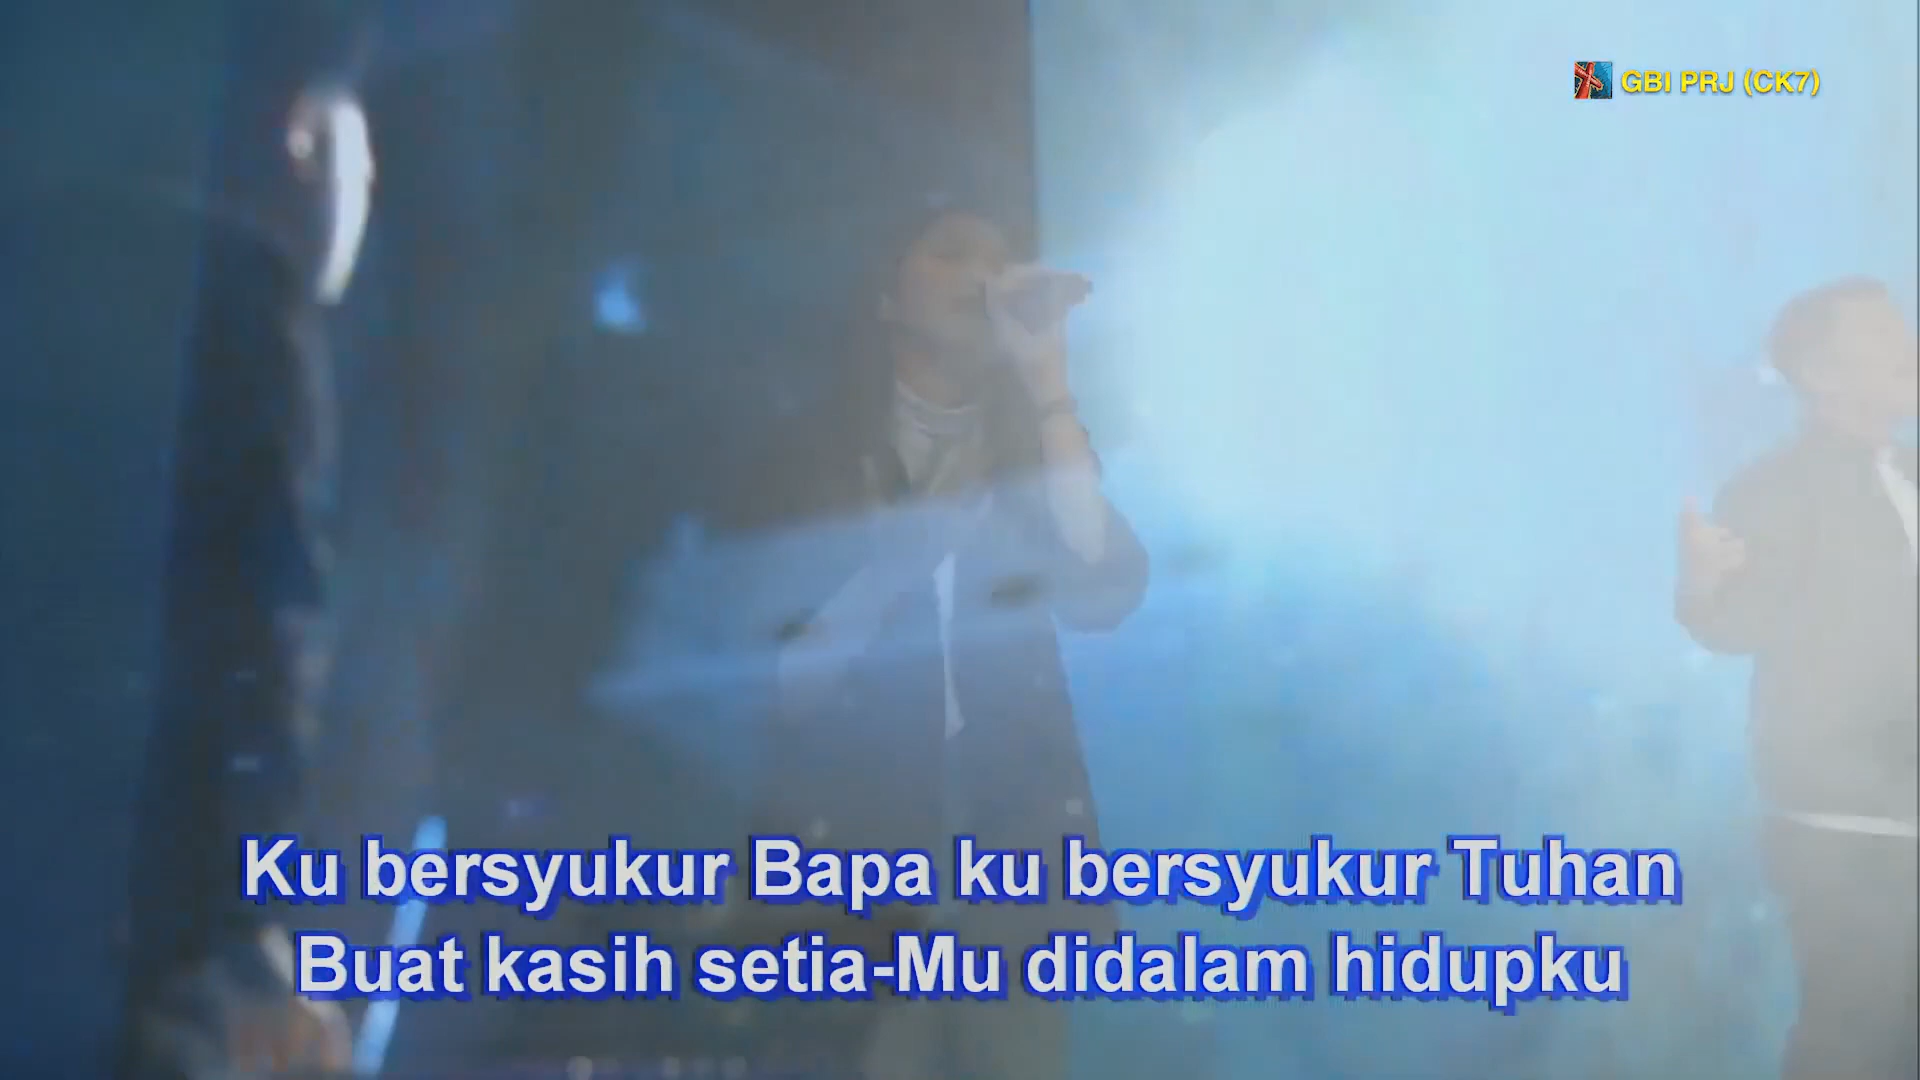 GBI PRJ (CK7)
Ku bersyukur Bapa ku bersyukur Tuhan
Buat kasih setia-Mu didalam hidupku